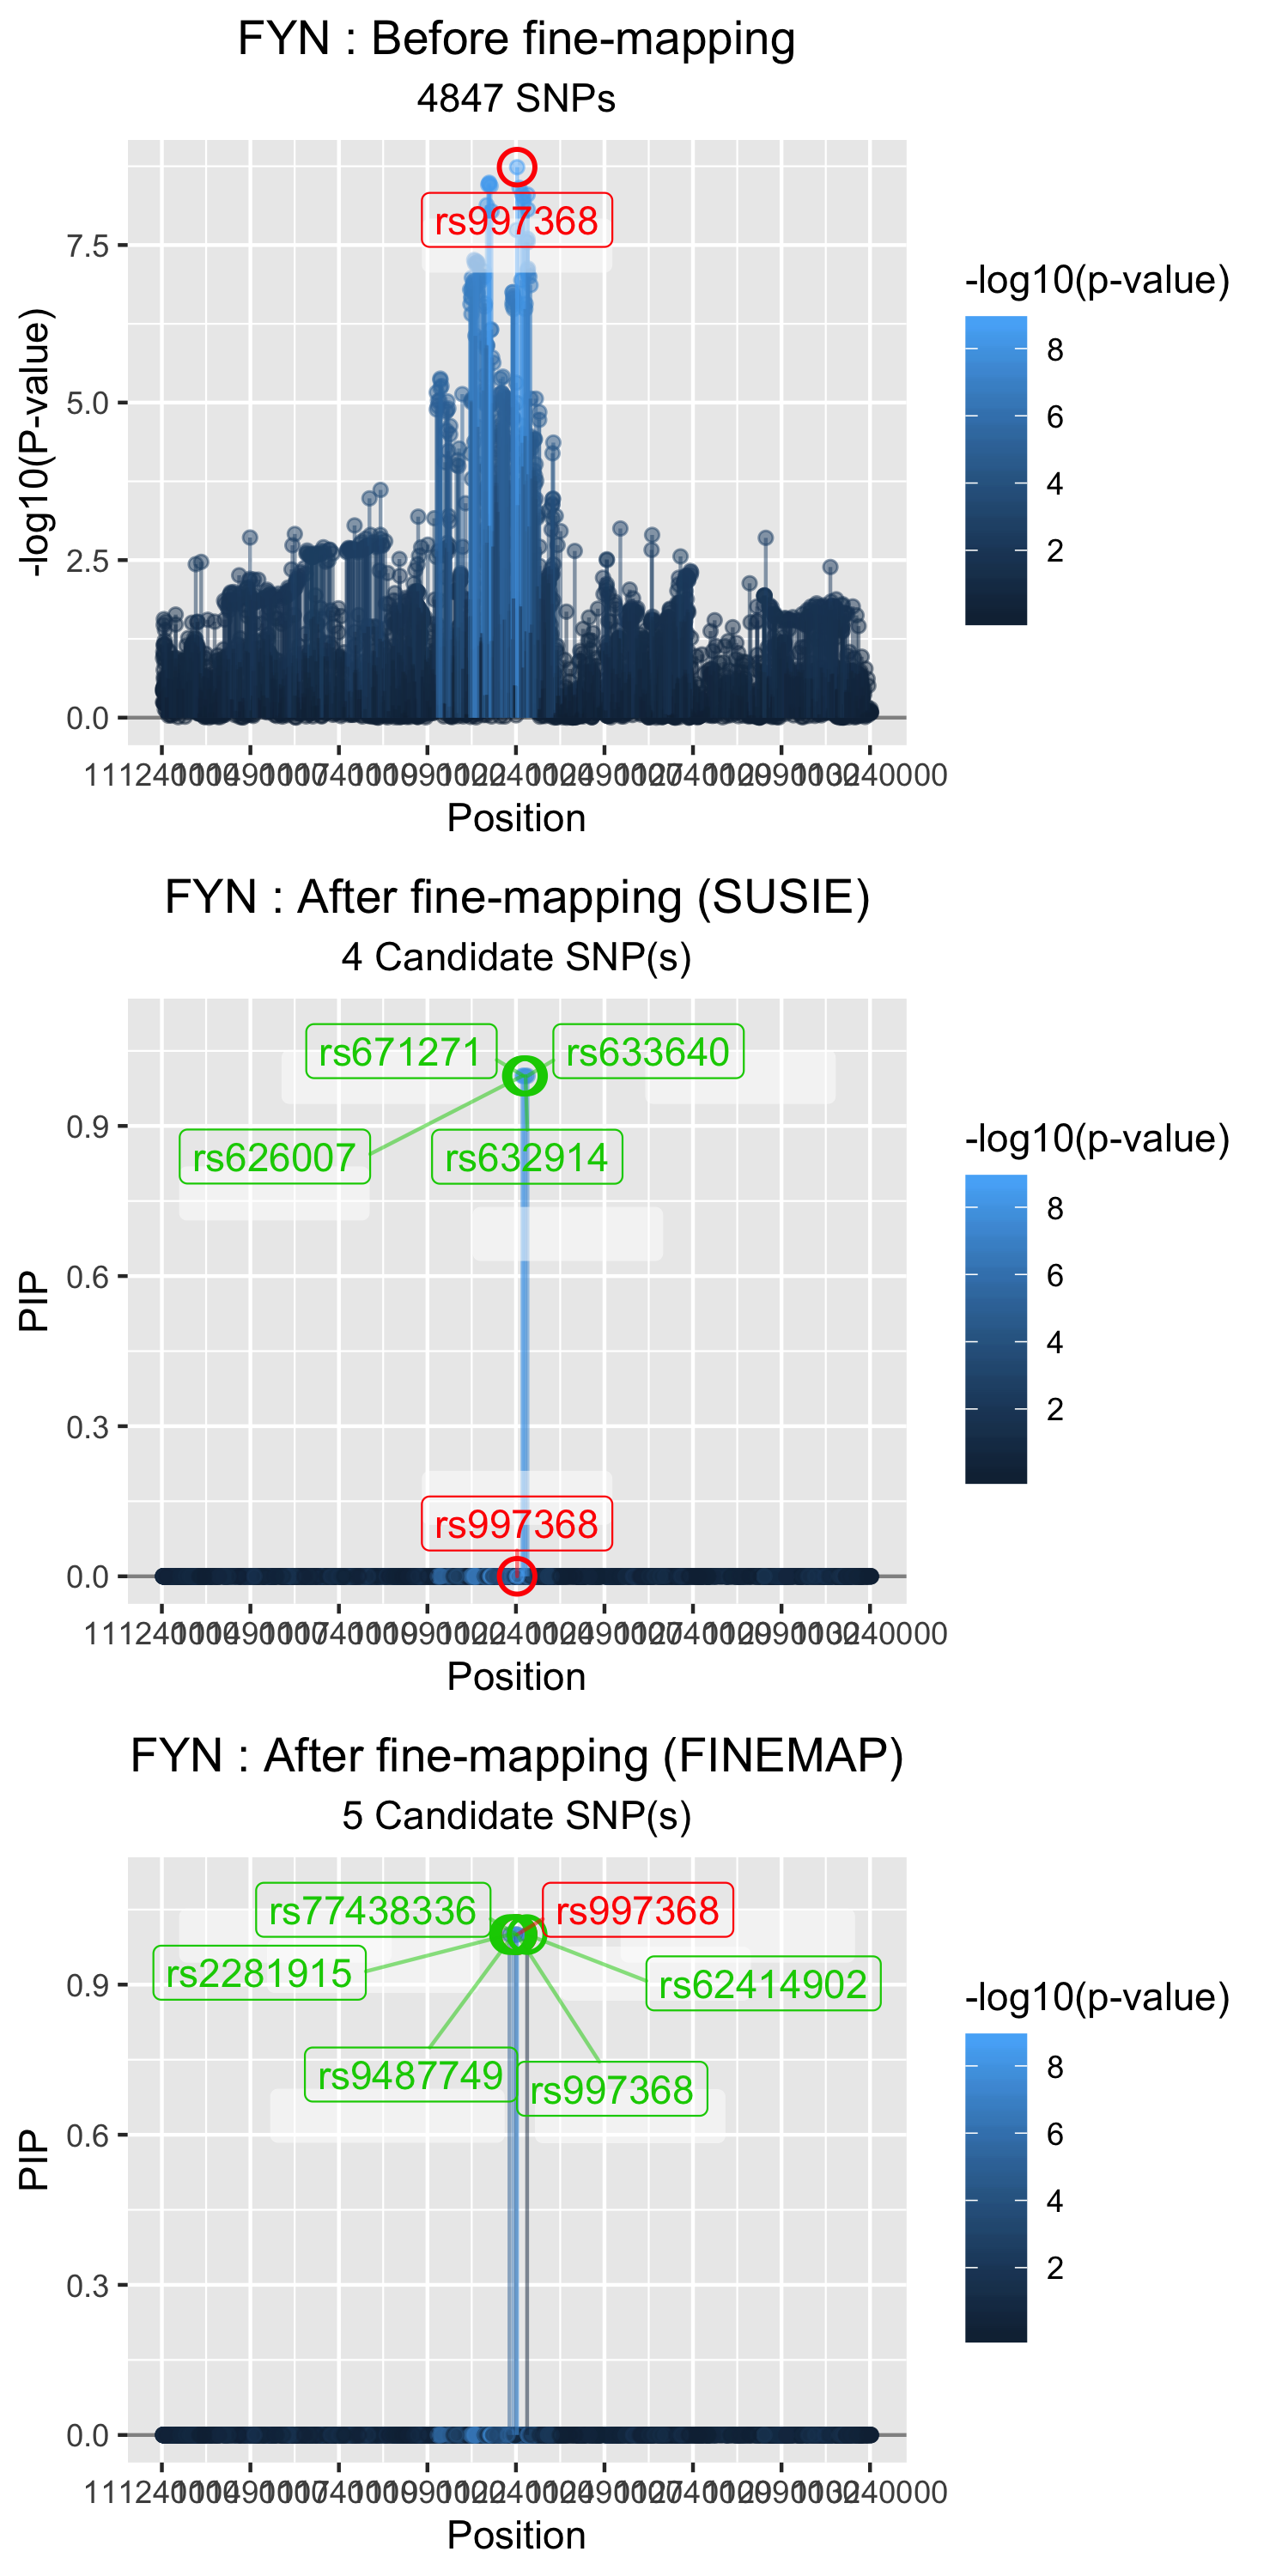 FYN : Before fine-mapping
4847 SNPs
-log10(P-value)
7.5
5.0
2.5
0.0
rs997368
Position
-log10(p-value)
8
6
4
2
FYN : After fine-mapping (SUSIE)
4 Candidate SNP(s)
PIP
0.9
0.6
0.3
0.0
rs671271
rs633640
rs626007
rs632914
rs997368
Position
-log10(p-value)
8
6
4
2
FYN : After fine-mapping (FINEMAP)
5 Candidate SNP(s)
PIP
0.9
0.6
0.3
0.0
rs77438336
rs997368
rs2281915
rs62414902
rs9487749
rs997368
Position
-log10(p-value)
8
6
4
2